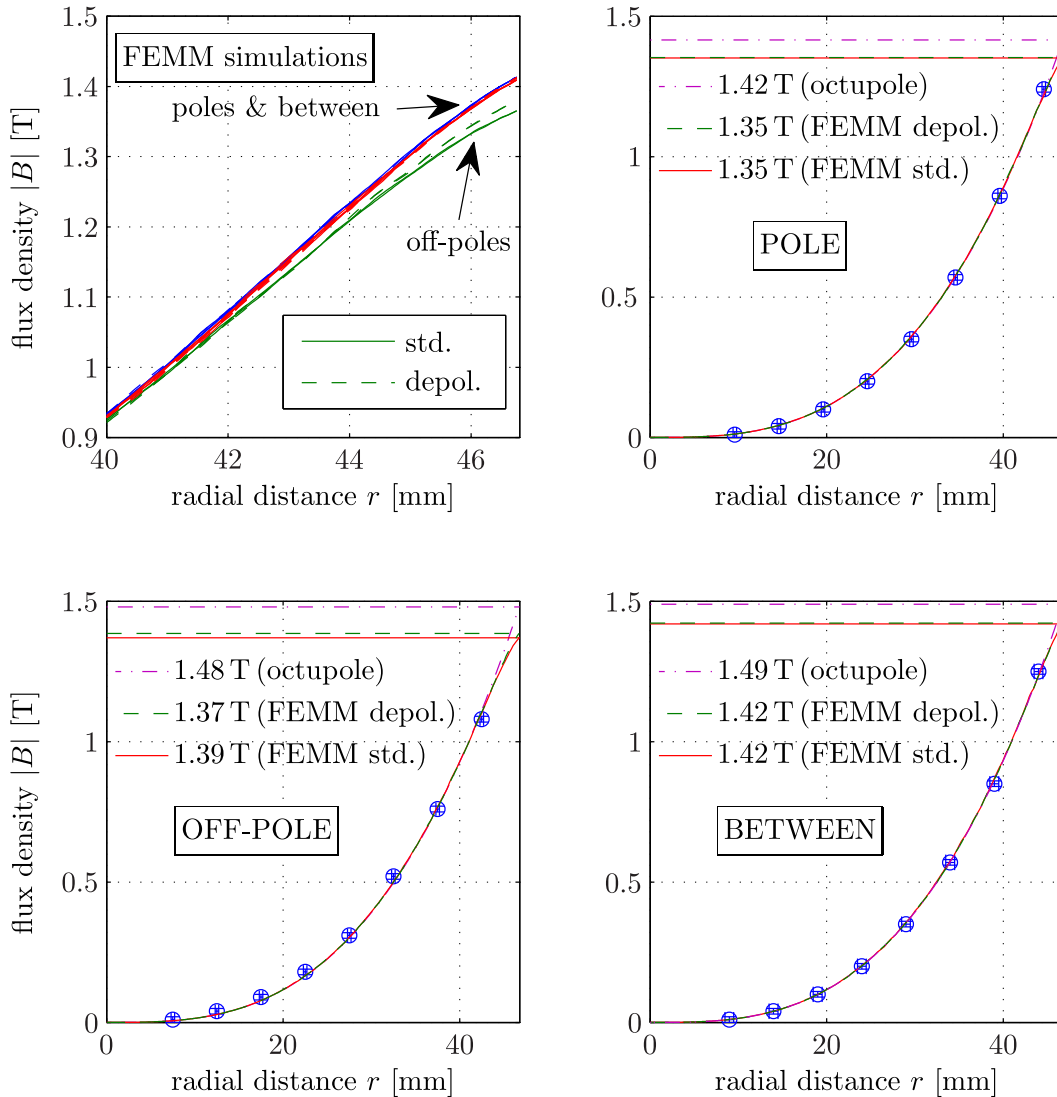 FEMM simulations
poles & between
off-poles
std.
depol.
1.5
1.4
1.3
1.2
1.1
1
0.9
40
42
44
46
flux density |B| [T]
radial distance r [mm]
1.42 T (octupole)
1.35 T (FEMM depol.)
1.35 T (FEMM std.)
POLE
1.5
1
0.5
0
0
20
40
radial distance r [mm]
1.48 T (octupole)
1.37 T (FEMM depol.)
1.39 T (FEMM std.)
OFF-POLE
1.5
1
0.5
0
0
20
40
flux density |B| [T]
radial distance r [mm]
1.49 T (octupole)
1.42 T (FEMM depol.)
1.42 T (FEMM std.)
BETWEEN
1.5
1
0.5
0
0
20
40
radial distance r [mm]